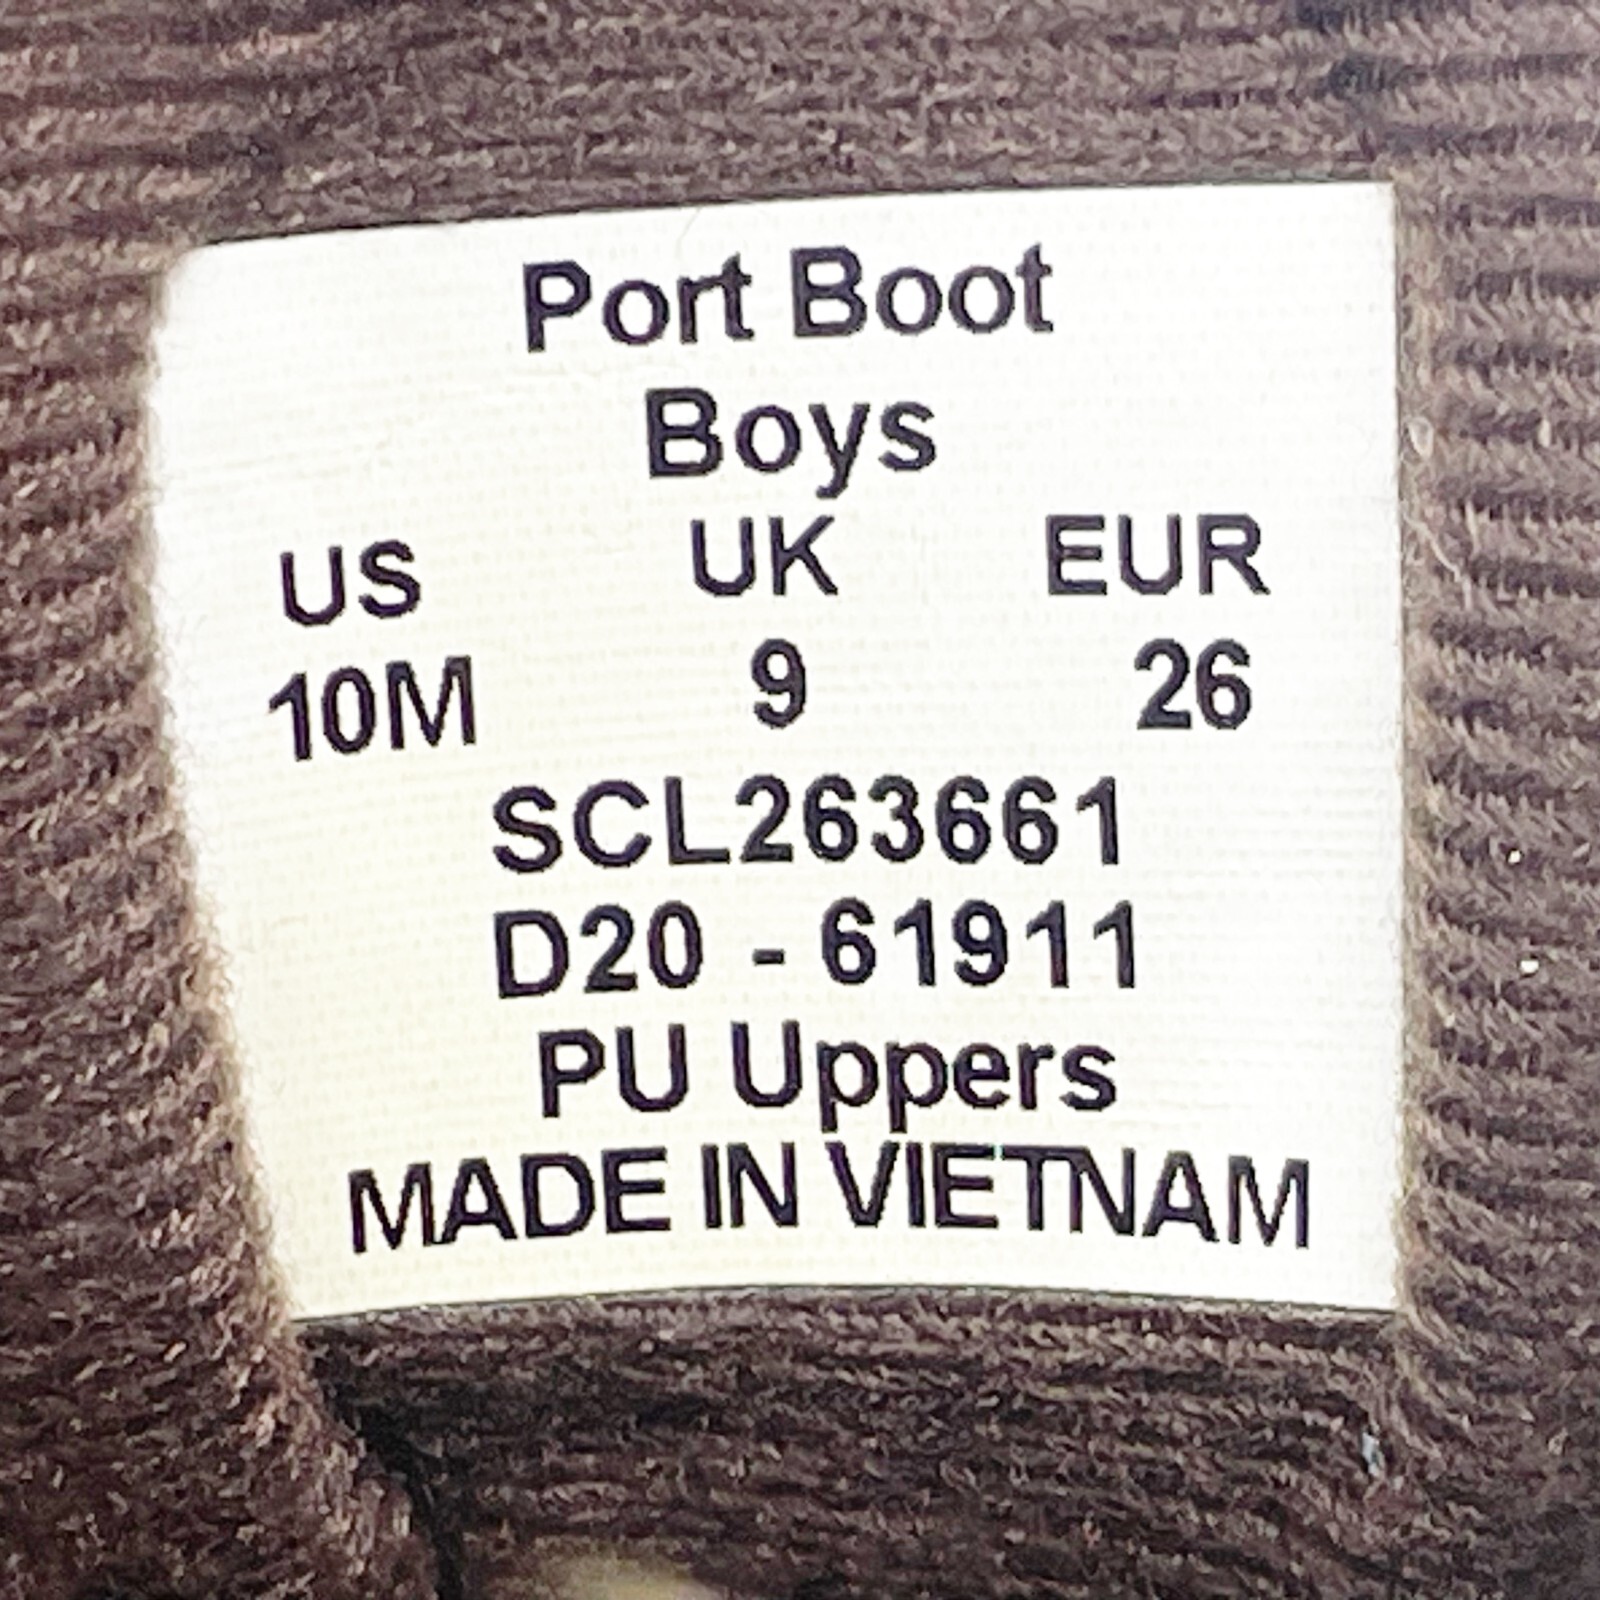 Port Boot
Boys
US UK EUR
10M 9 26
SCL263661
D20 - 61911
PU Uppers
MADE IN VIETNAM